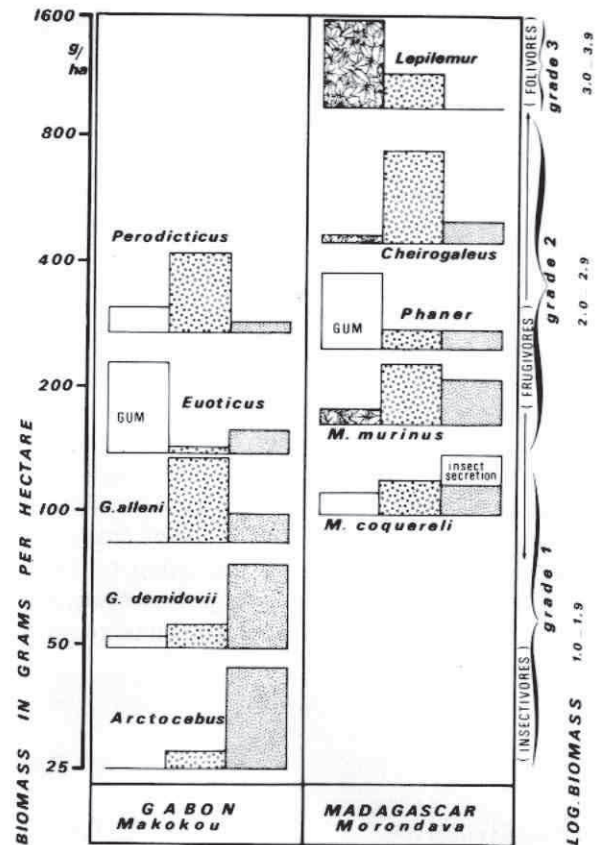 1600
g/
ha
800
400
200
100
50
25
BIOMASS IN GRAMS PER HECTARE
Perodicticus
GUM
Euoticus
G.alleni
G. demidovii
Arctocebus
GABON
Makokou
Lepilemur
Cheirogaleus
GUM
Phaner
M. murinus
insect
secretion
M. coquereli
MADAGASCAR
Morondava
(FOLIVORES)
(FRUGIVORES)
(INSECTIVORES)
grade 3
grade 2
grade 1
3.0 _ 3.9
2.0 _ 2.9
1.0 _ 1.9
LOG. BIOMASS